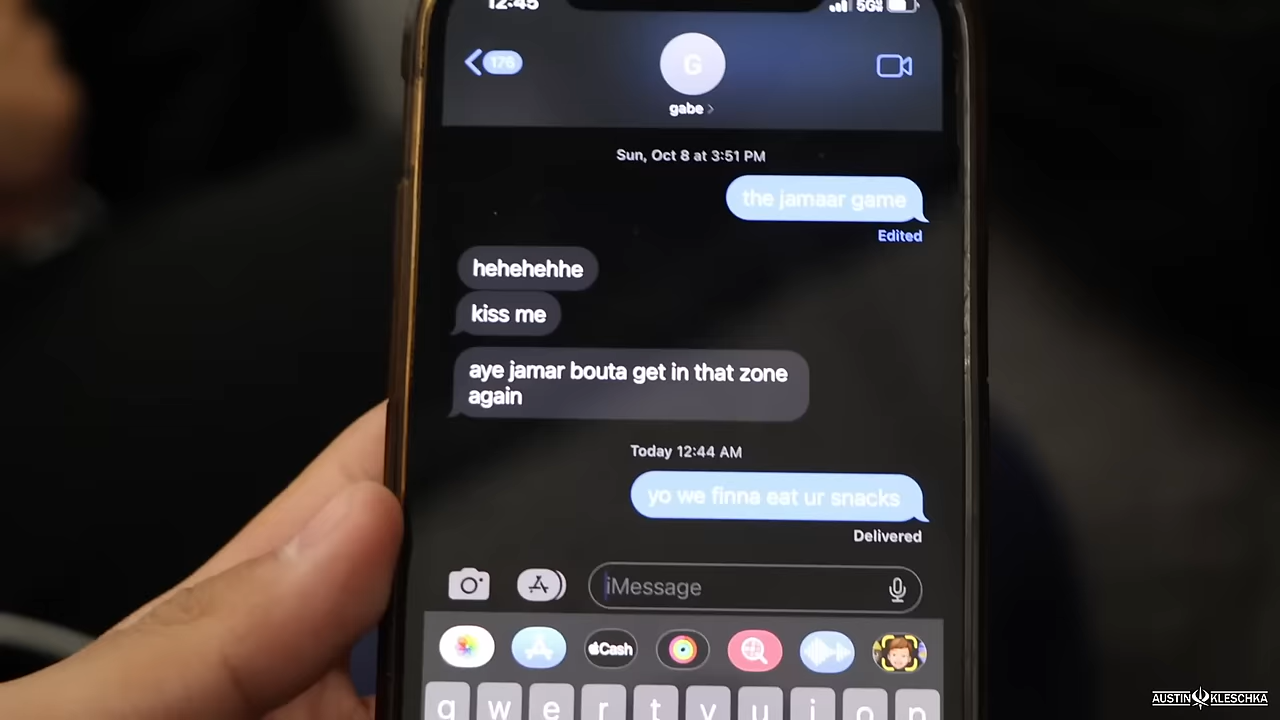 12:45
5G
176
G
gabe
Sun, Oct 8 at 3:51 PM
the jamaar game
Edited
hehehehhe
kiss me
aye jamar bouta get in that zone
again
Today 12:44 AM
yo we finna eat ur snacks
Delivered
iMessage
Cash
q w e r t y u i o p
AUSTIN KLESCHKA